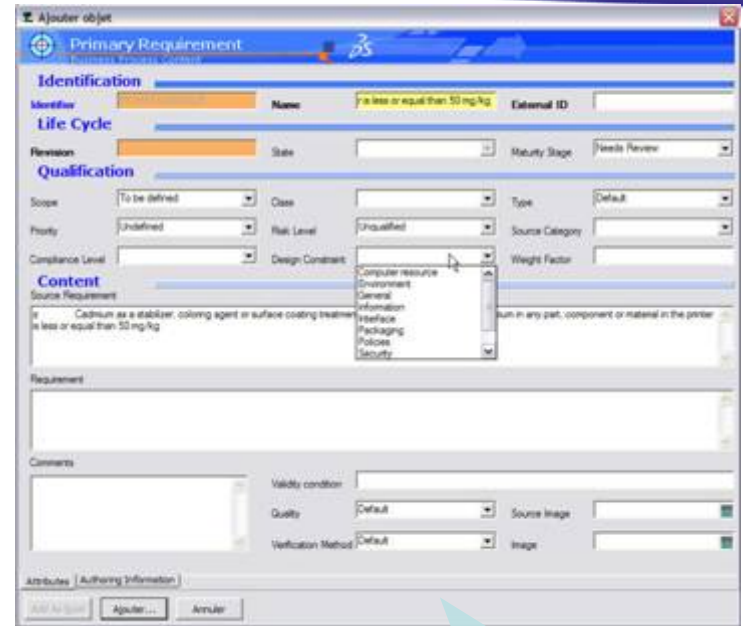 Ajouter objet
Primary Requirement
Business Process Content
Identification
Identifier
Name
r is less or equal than 50 mg/kg
External ID
Life Cycle
Revision
State
Maturity Stage
Needs Review
Qualification
Scope
To be defined
Class
Type
Default
Priority
Undefined
Risk Level
Unqualified
Source Category
Compliance Level
Design Constraint
Weight Factor
Computer resource
Environment
General
Information
Interface
Packaging
Policies
Security
Content
Source Requirement
Cadmium as a stabilizer, coloring agent or surface coating treatment
um in any part, component or material in the printer
is less or equal than 50 mg/kg
Requirement
Comments
Validity condition
Quality
Default
Source Image
Verification Method
Default
Image
Attributes
Authoring Information
Ajouter...
Annuler